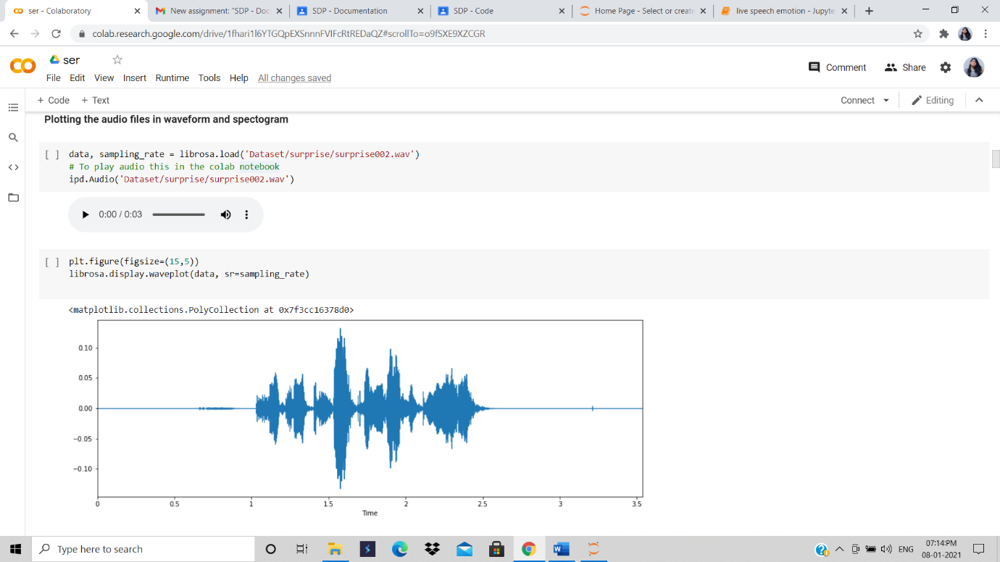 ser - Colaboratory
New assignment: "SDP - Doc
SDP - Documentation
SDP - Code
Home Page - Select or create
live speech emotion - Jupyte
colab.research.google.com/drive/1fhari1l6YTGQpEXSnnnFVIFcRtREDaQZ#scrollTo=o9fSXE9XZCGR
ser
File Edit View Insert Runtime Tools Help All changes saved
Comment Share
+ Code + Text
Connect Editing
Plotting the audio files in waveform and spectogram
[ ] data, sampling_rate = librosa.load('Dataset/surprise/surprise002.wav')
# To play audio this in the colab notebook
ipd.Audio('Dataset/surprise/surprise002.wav')
0:00 / 0:03
[ ] plt.figure(figsize=(15,5))
librosa.display.waveplot(data, sr=sampling_rate)
<matplotlib.collections.PolyCollection at 0x7f3cc16378d0>
0.10
0.05
0.00
−0.05
−0.10
0 0.5 1 1.5 2 2.5 3 3.5
Time
Type here to search
ENG
07:14:PM
08-01-2021